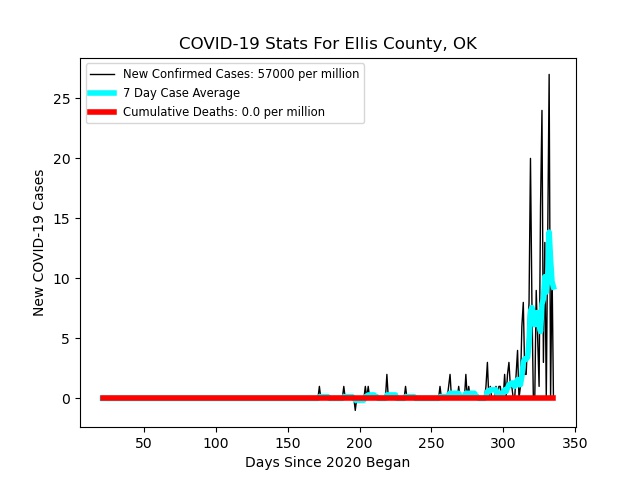 COVID-19 Stats For Ellis County, OK
New Confirmed Cases: 57000 per million
7 Day Case Average
Cumulative Deaths: 0.0 per million
New COVID-19 Cases
25
20
15
10
5
0
50 100 150 200 250 300 350
Days Since 2020 Began